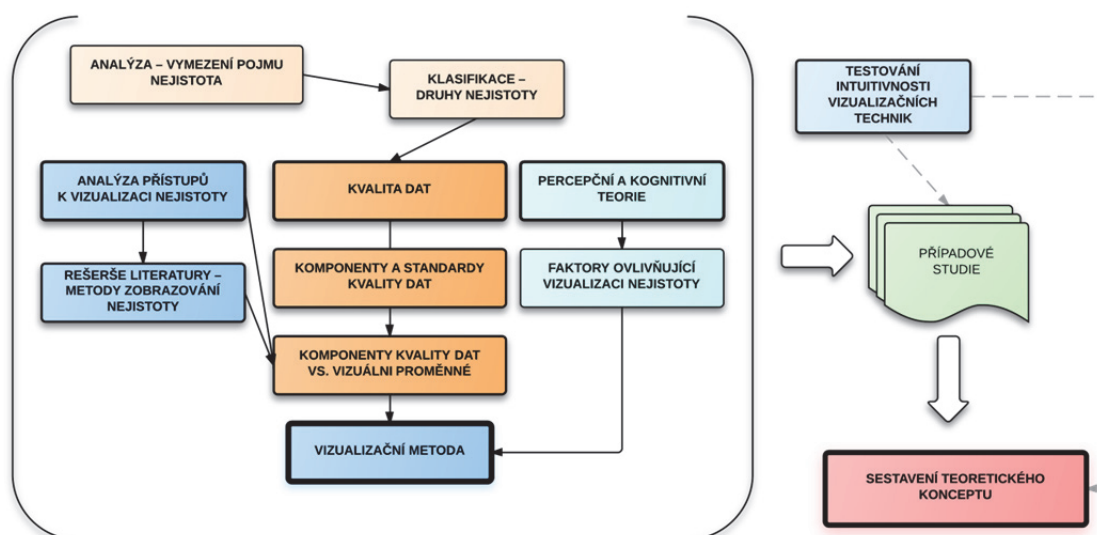 ANALÝZA – VYMEZENÍ POJMU
NEJISTOTA
KLASIFIKACE –
DRUHY NEJISTOTY
TESTOVÁNÍ
INTUITIVNOSTI
VIZUALIZAČNÍCH
TECHNIK
ANALÝZA PŘÍSTUPŮ
K VIZUALIZACI NEJISTOTY
KVALITA DAT
PERCEPČNÍ A KOGNITIVNÍ
TEORIE
REŠERŠE LITERATURY –
METODY ZOBRAZOVÁNÍ
NEJISTOTY
KOMPONENTY A STANDARDY
KVALITY DAT
FAKTORY OVLIVŇUJÍCÍ
VIZUALIZACI NEJISTOTY
PŘÍPADOVÉ
STUDIE
KOMPONENTY KVALITY DAT
VS. VIZUÁLNI PROMĚNNÉ
VIZUALIZAČNÍ METODA
SESTAVENÍ TEORETICKÉHO
KONCEPTU